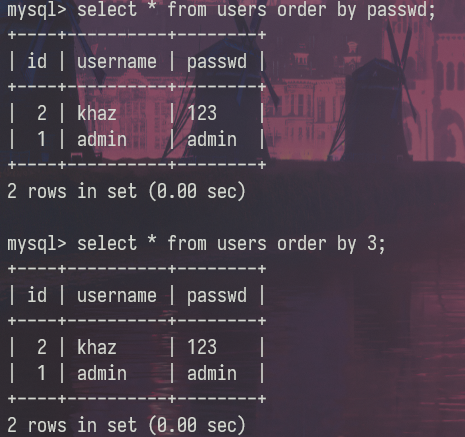 mysql> select * from users order by passwd;
+----+----------+--------+
| id | username | passwd |
+----+----------+--------+
|  2 | khaz     | 123    |
|  1 | admin    | admin  |
+----+----------+--------+
2 rows in set (0.00 sec)

mysql> select * from users order by 3;
+----+----------+--------+
| id | username | passwd |
+----+----------+--------+
|  2 | khaz     | 123    |
|  1 | admin    | admin  |
+----+----------+--------+
2 rows in set (0.00 sec)